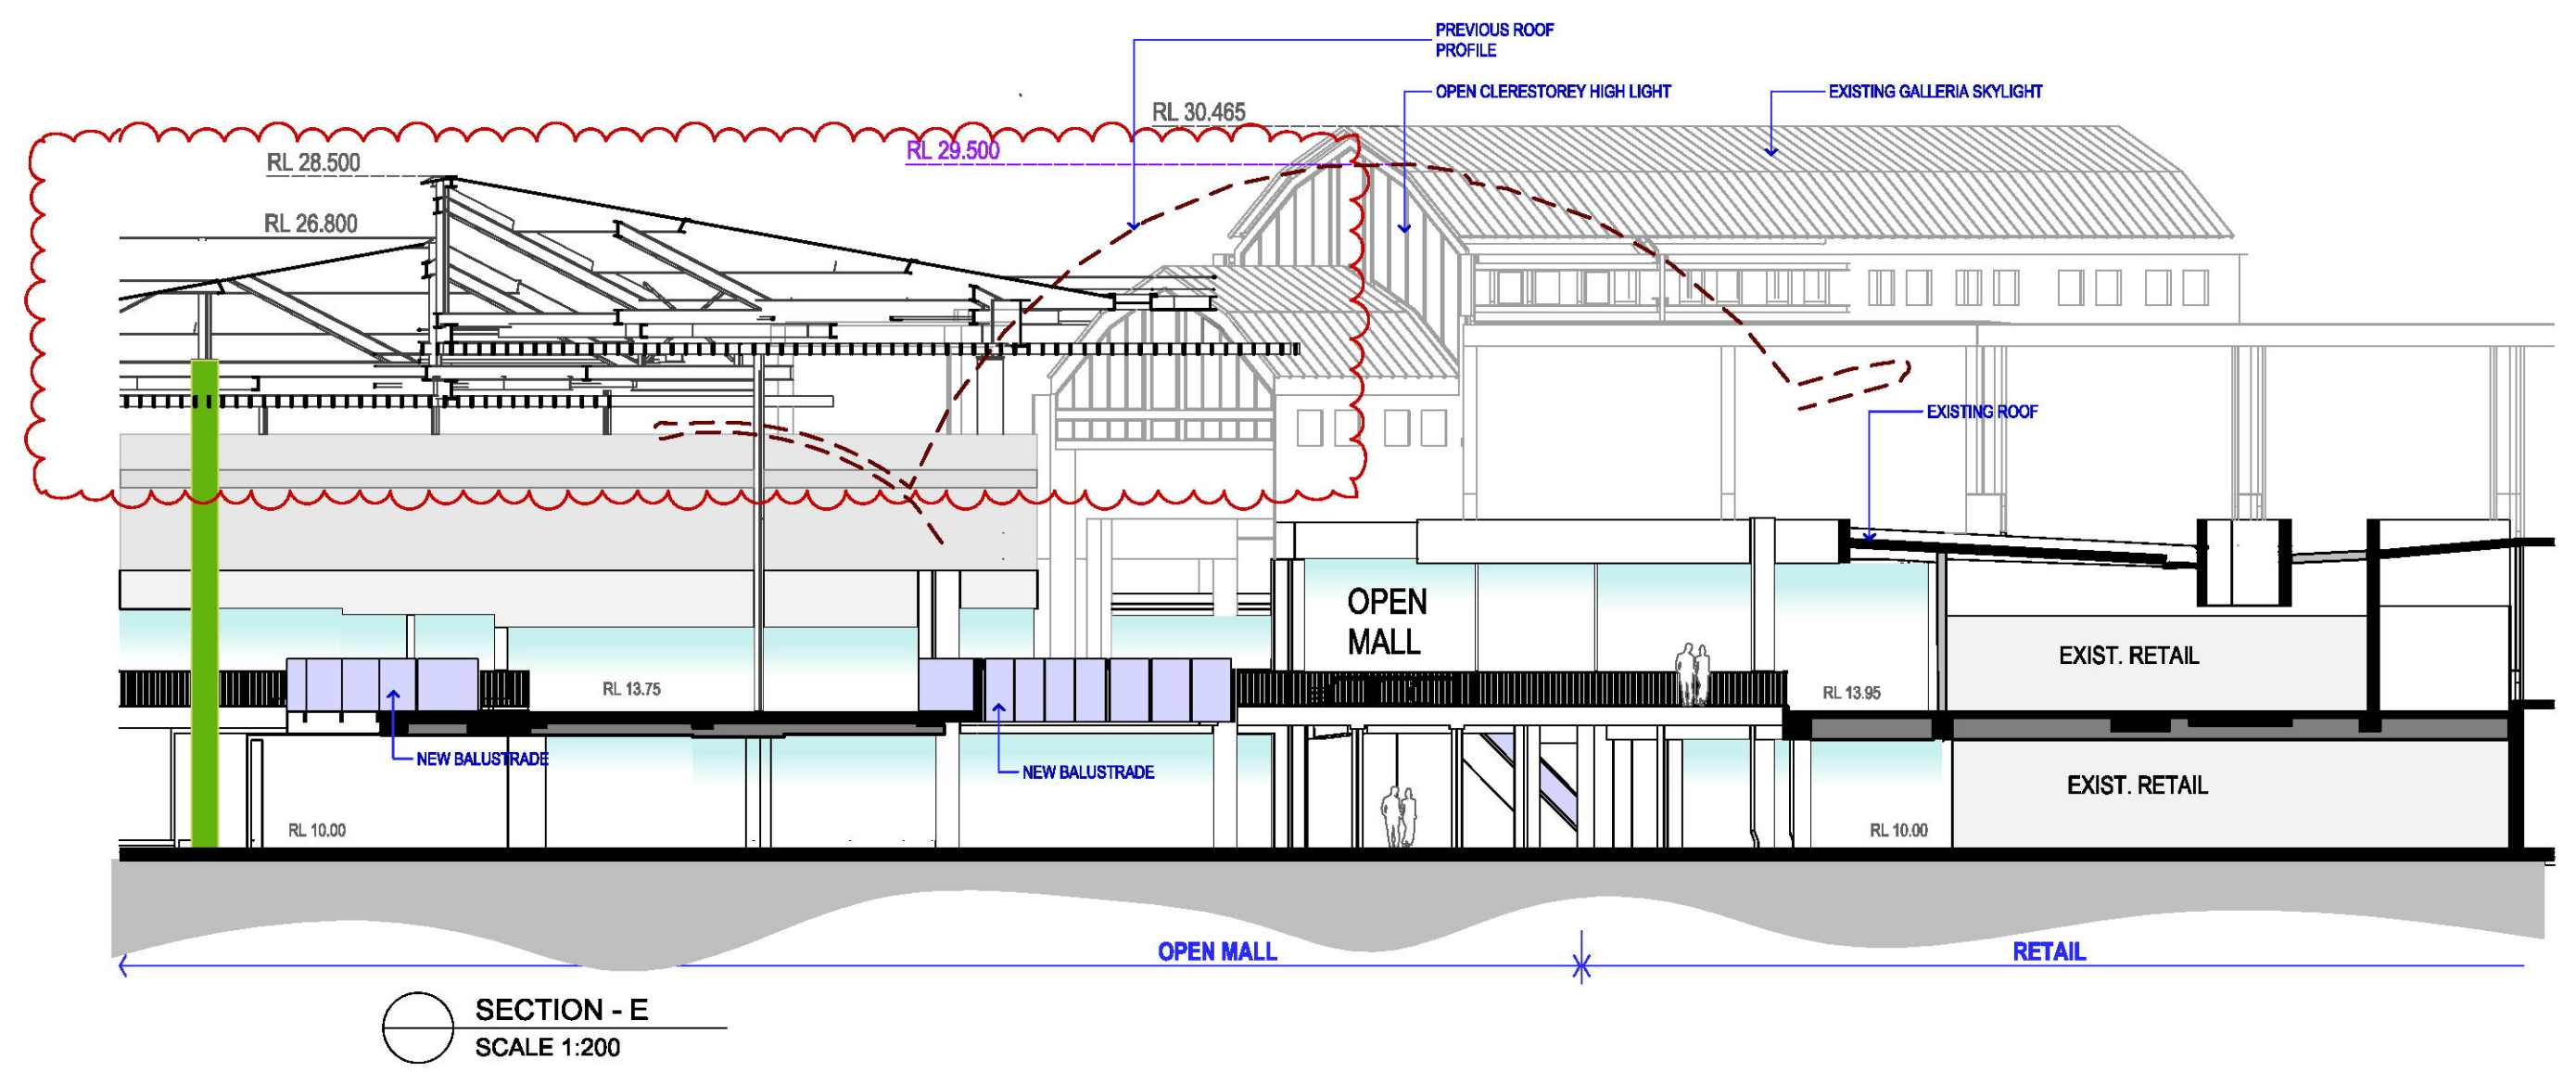 PREVIOUS ROOF
PROFILE
OPEN CLERESTOREY HIGH LIGHT
EXISTING GALLERIA SKYLIGHT
RL 30.465
RL 29.500
RL 28.500
RL 26.800
EXISTING ROOF
OPEN
MALL
EXIST. RETAIL
RL 13.75
RL 13.95
NEW BALUSTRADE
NEW BALUSTRADE
EXIST. RETAIL
RL 10.00
RL 10.00
OPEN MALL
RETAIL
SECTION - E
SCALE 1:200